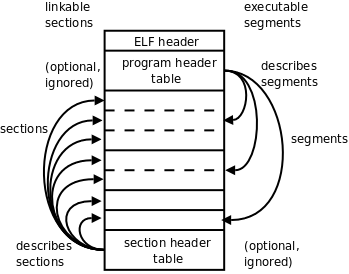 linkable
sections
executable
segments
ELF header
(optional,
ignored)
program header
table
describes
segments
sections
segments
describes
sections
section header
table
(optional,
ignored)